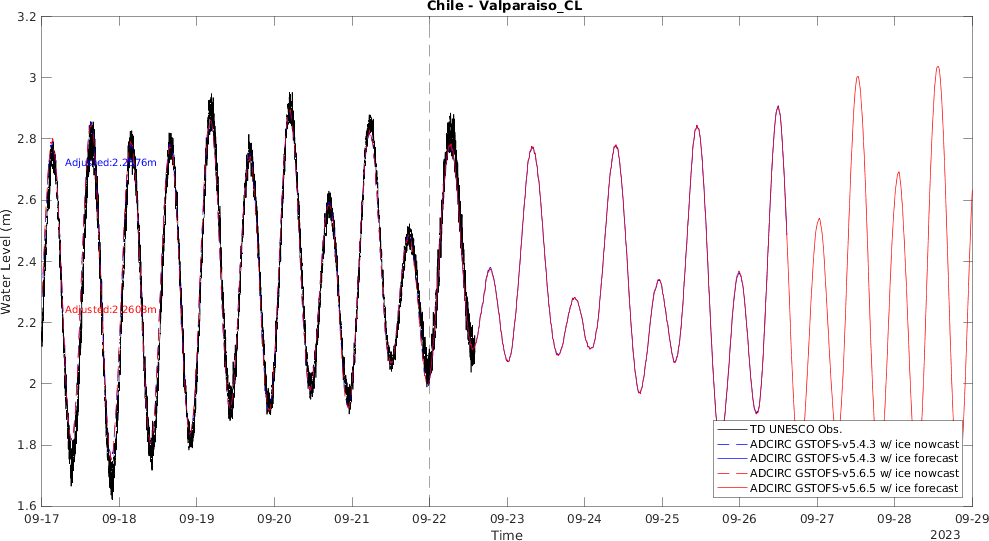 Chile - Valparaiso_CL
3.2
3
2.8
2.6
2.4
2.2
2
1.8
1.6
Water Level (m)
Adjusted:2.2603m
TD UNESCO Obs.
ADCIRC GSTOFS-v5.4.3 w/ ice nowcast
ADCIRC GSTOFS-v5.4.3 w/ ice forecast
ADCIRC GSTOFS-v5.6.5 w/ ice nowcast
ADCIRC GSTOFS-v5.6.5 w/ ice forecast
09-17 09-18 09-19 09-20 09-21 09-22 09-23 09-24 09-25 09-26 09-27 09-28 09-29
Time
2023